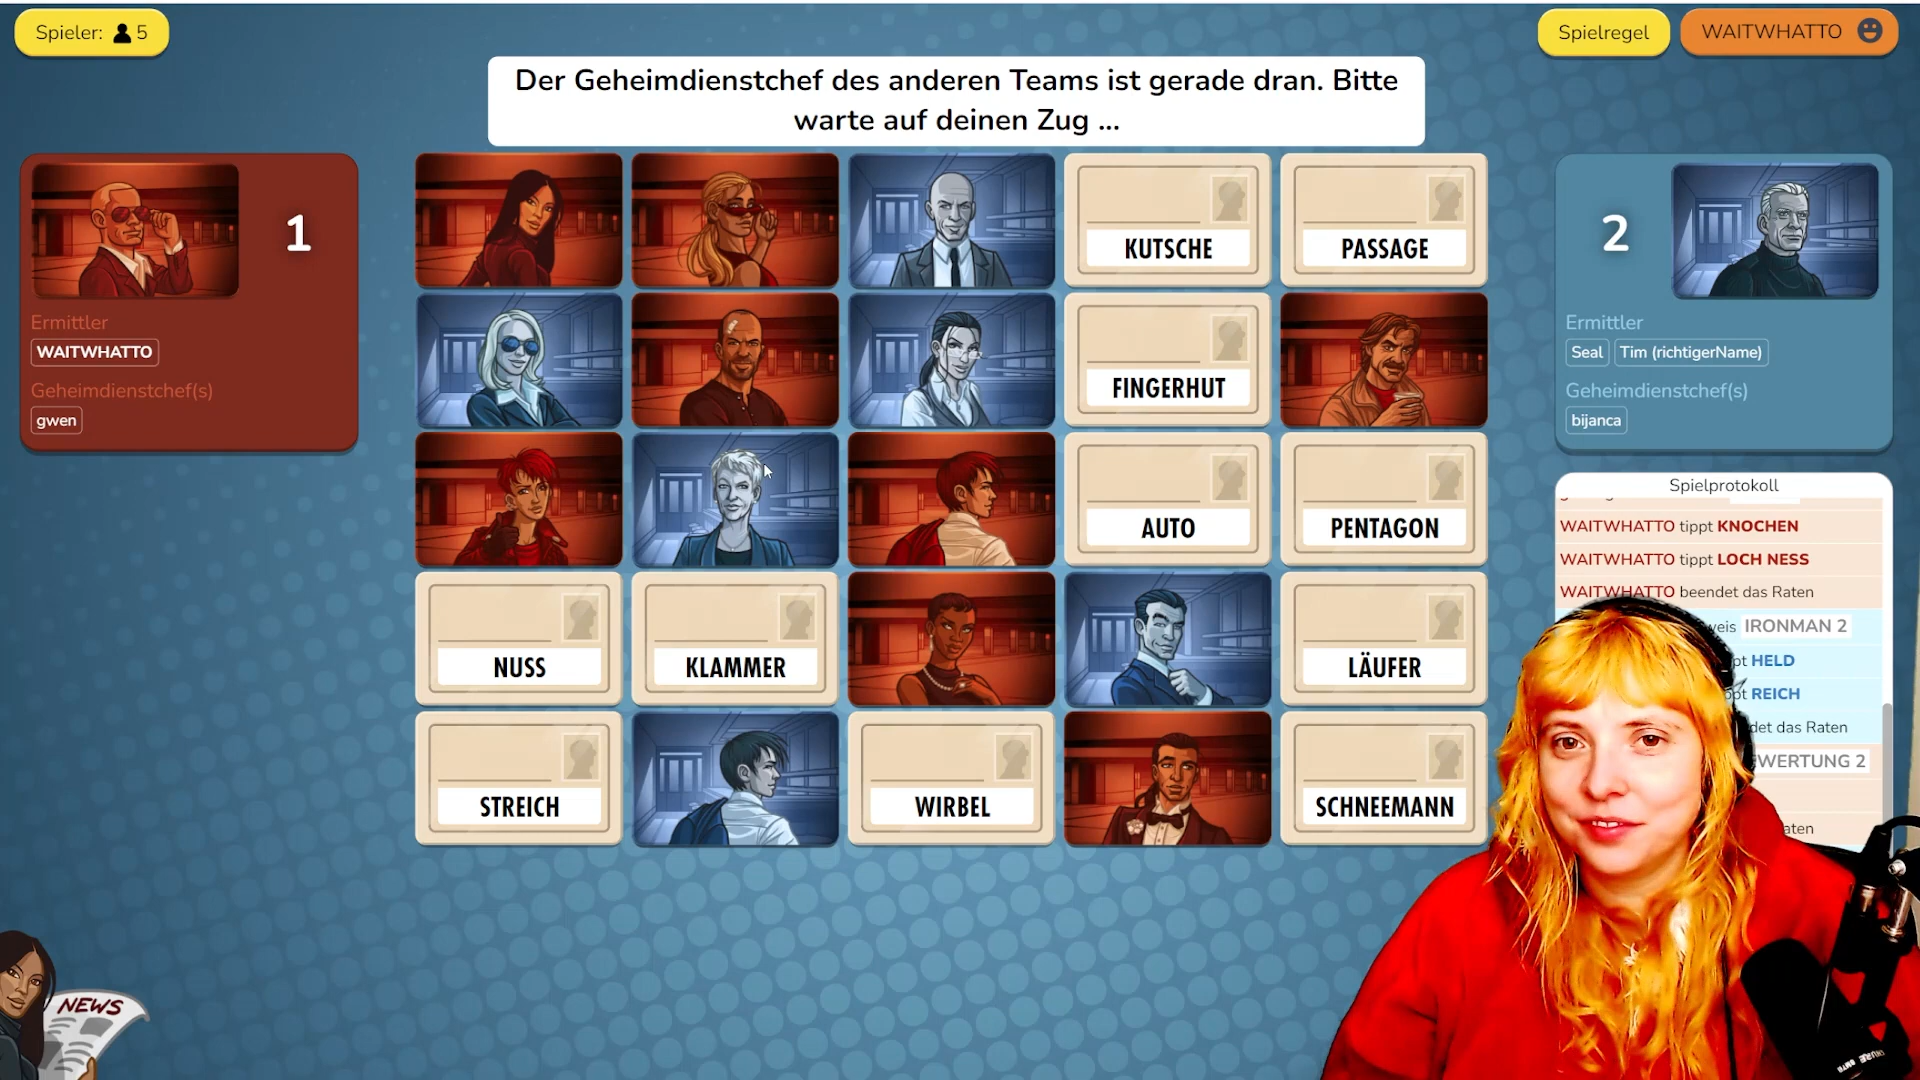 Spieler: 5
Spielregel
WAITWHATTO
Der Geheimdienstchef des anderen Teams ist gerade dran. Bitte
warte auf deinen Zug ...
1
Ermittler
WAITWHATTO
Geheimdienstchef(s)
gwen
KUTSCHE
PASSAGE
FINGERHUT
AUTO
PENTAGON
NUSS
KLAMMER
LÄUFER
STREICH
WIRBEL
SCHNEEMANN
2
Ermittler
Seal Tim (richtigerName)
Geheimdienstchef(s)
bijanca
Spielprotokoll
WAITWHATTO tippt KNOCHEN
WAITWHATTO tippt LOCH NESS
WAITWHATTO beendet das Raten
IRONMAN 2
HELD
REICH
das Raten
WERTUNG 2
NEWS